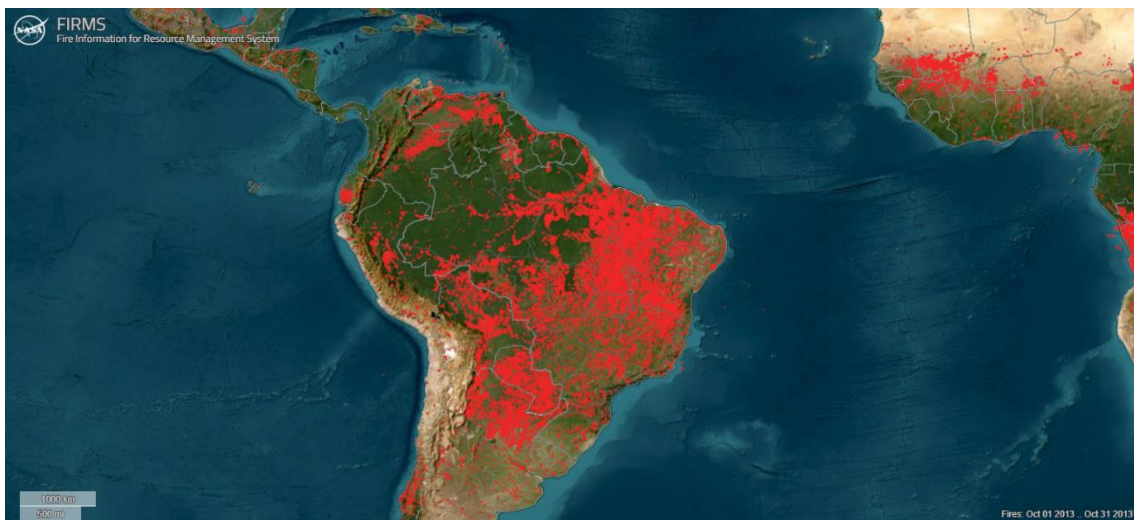 NASA
FIRMS
Fire Information for Resource Management System
1000 km
500 mi
Fires: Oct 01 2013 .. Oct 31 2013